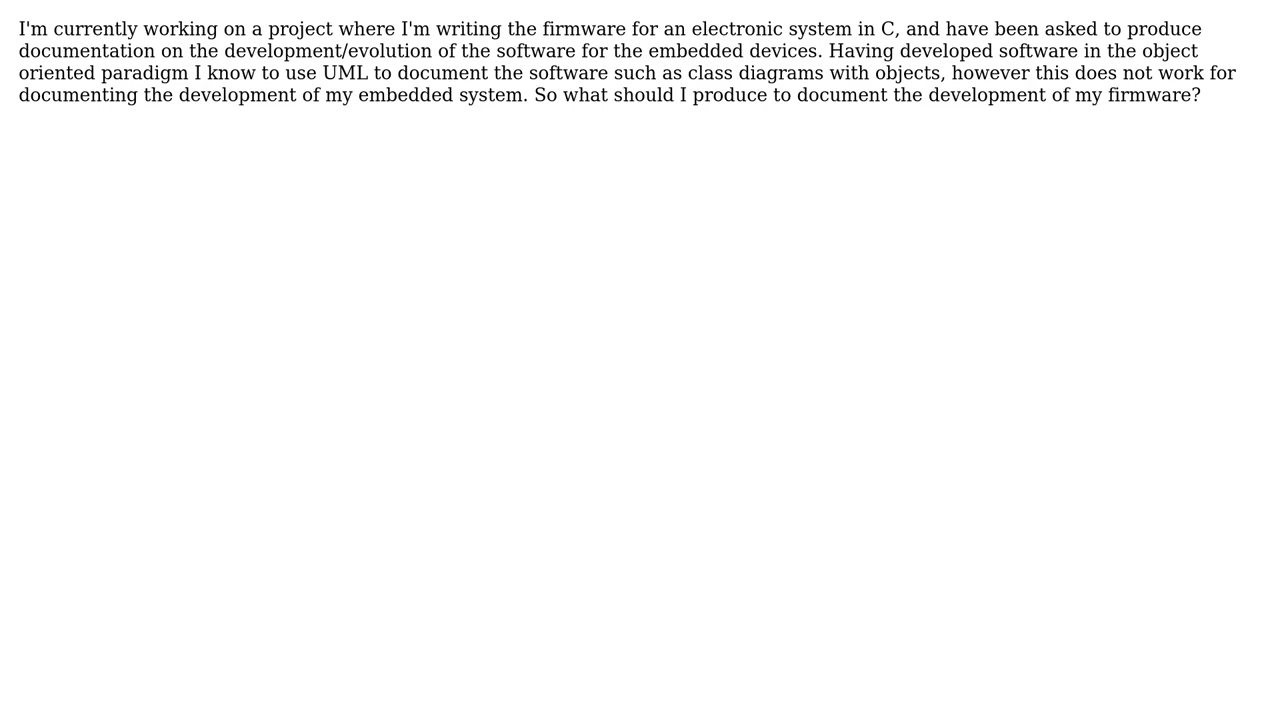 I'm currently working on a project where I'm writing the firmware for an electronic system in C, and have been asked to produce
documentation on the development/evolution of the software for the embedded devices. Having developed software in the object
oriented paradigm I know to use UML to document the software such as class diagrams with objects, however this does not work for
documenting the development of my embedded system. So what should I produce to document the development of my firmware?